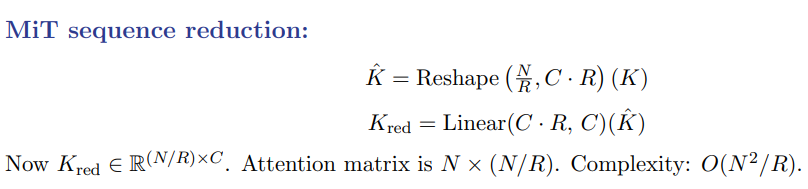 MiT sequence reduction:
K̂ = Reshape (N/R, C · R) (K)
K_red = Linear(C · R, C)(K̂)
Now K_red ∈ ℝ^(N/R)×C. Attention matrix is N × (N/R). Complexity: O(N²/R).